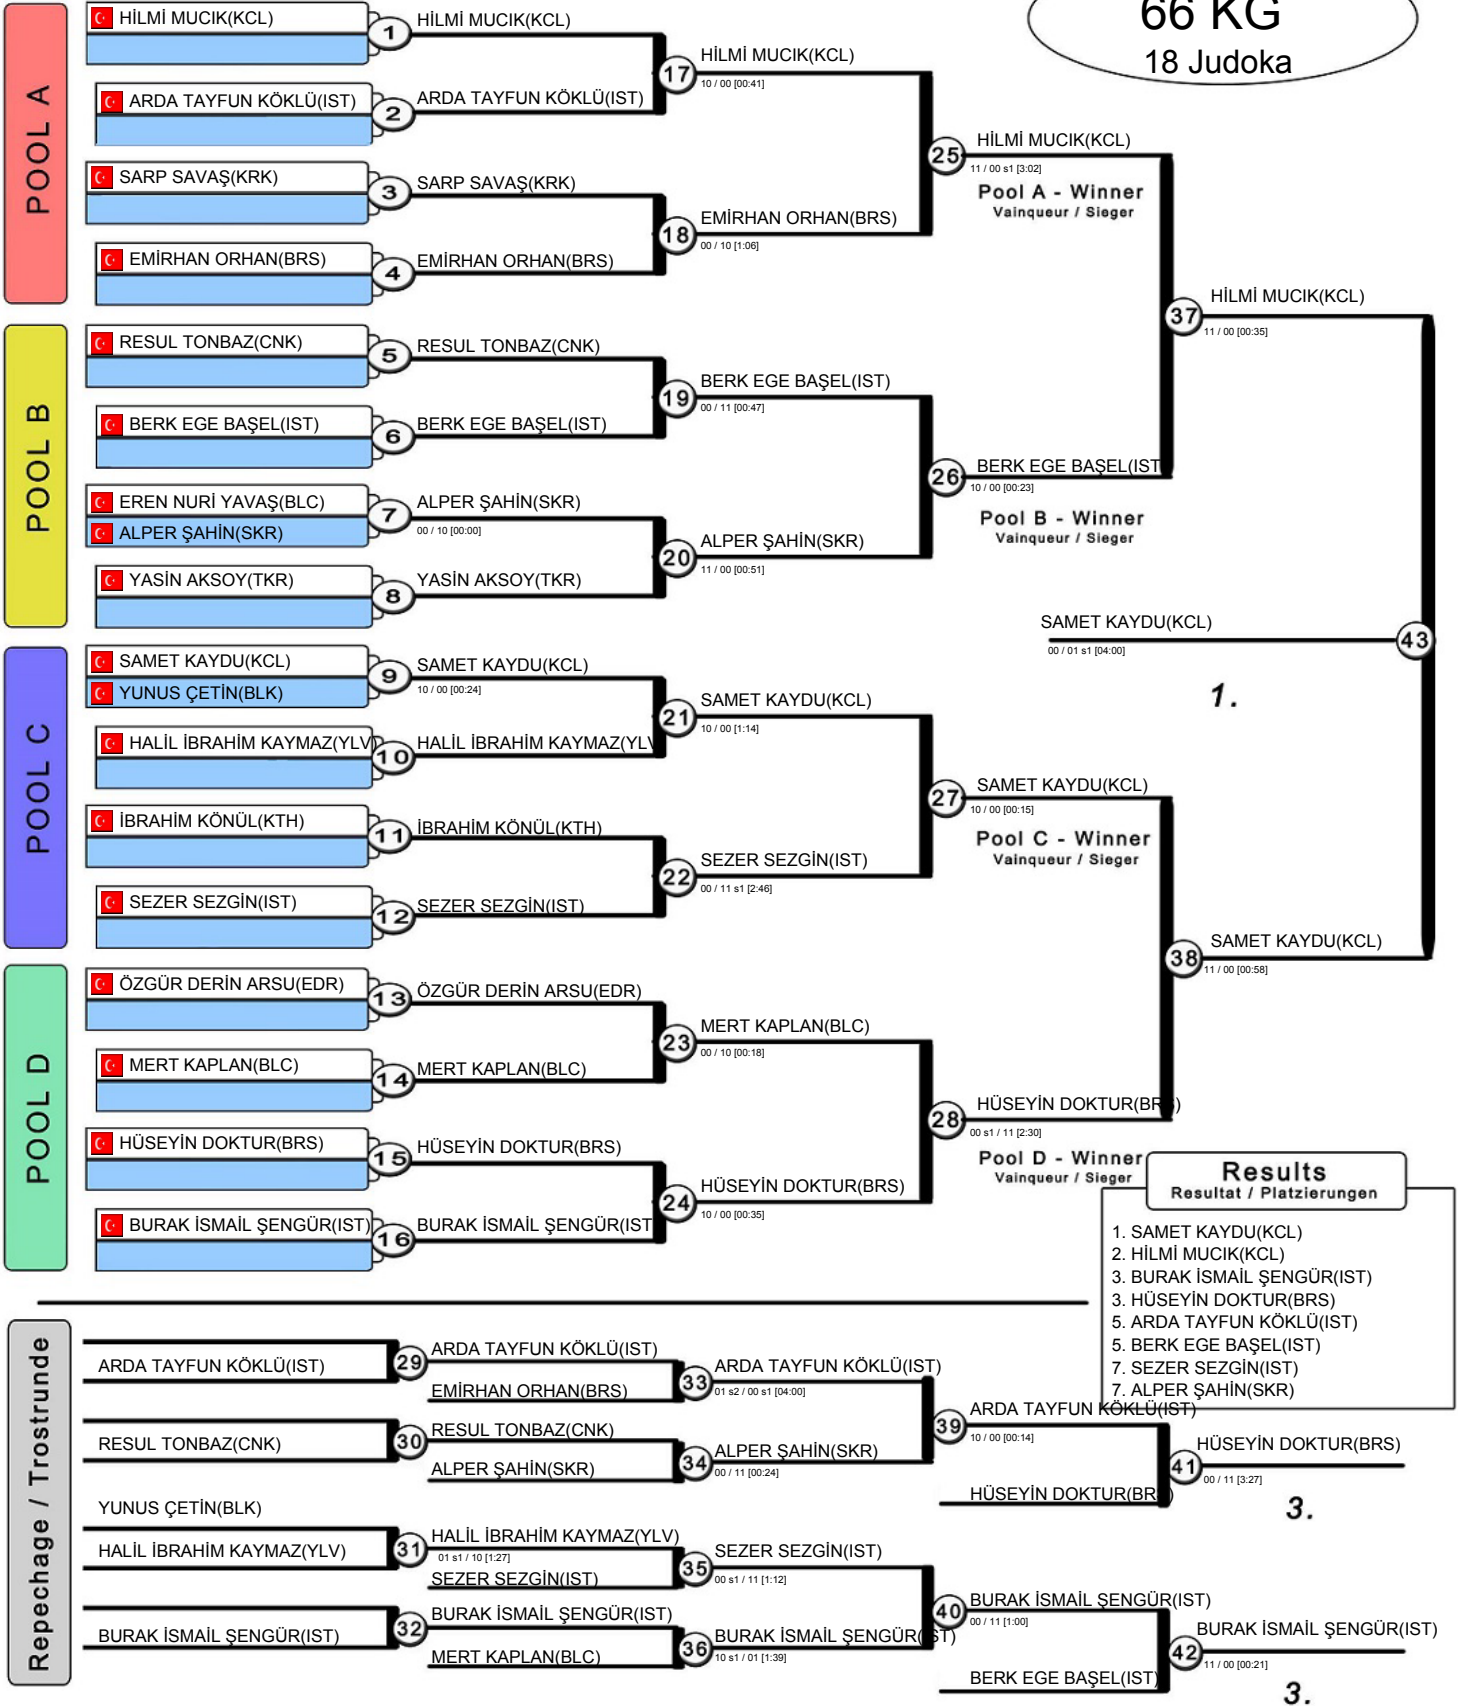 66 KG
18 Judoka
POOL A
HİLMİ MUCIK(KCL)
1
HİLMİ MUCIK(KCL)
ARDA TAYFUN KÖKLÜ(IST)
2
ARDA TAYFUN KÖKLÜ(IST)
17
HİLMİ MUCIK(KCL)
10 / 00 [00:41]
SARP SAVAŞ(KRK)
3
SARP SAVAŞ(KRK)
EMİRHAN ORHAN(BRS)
4
EMİRHAN ORHAN(BRS)
18
EMİRHAN ORHAN(BRS)
00 / 10 [1:06]
25
HİLMİ MUCIK(KCL)
11 / 00 s1 [3:02]
Pool A - Winner
Vainqueur / Sieger
POOL B
RESUL TONBAZ(CNK)
5
RESUL TONBAZ(CNK)
BERK EGE BAŞEL(IST)
6
BERK EGE BAŞEL(IST)
19
BERK EGE BAŞEL(IST)
00 / 11 [00:47]
EREN NURİ YAVAŞ(BLC)
ALPER ŞAHİN(SKR)
7
ALPER ŞAHİN(SKR)
00 / 10 [00:00]
YASİN AKSOY(TKR)
8
YASİN AKSOY(TKR)
20
ALPER ŞAHİN(SKR)
11 / 00 [00:51]
26
BERK EGE BAŞEL(IST
10 / 00 [00:23]
Pool B - Winner
Vainqueur / Sieger
37
HİLMİ MUCIK(KCL)
11 / 00 [00:35]
POOL C
SAMET KAYDU(KCL)
YUNUS ÇETİN(BLK)
9
SAMET KAYDU(KCL)
10 / 00 [00:24]
HALİL İBRAHİM KAYMAZ(YLV)
10
HALİL İBRAHİM KAYMAZ(YLV
21
SAMET KAYDU(KCL)
10 / 00 [1:14]
İBRAHİM KÖNÜL(KTH)
11
İBRAHİM KÖNÜL(KTH)
SEZER SEZGİN(IST)
12
SEZER SEZGİN(IST)
22
SEZER SEZGİN(IST)
00 / 11 s1 [2:46]
27
SAMET KAYDU(KCL)
10 / 00 [00:15]
Pool C - Winner
Vainqueur / Sieger
POOL D
ÖZGÜR DERİN ARSU(EDR)
13
ÖZGÜR DERİN ARSU(EDR)
MERT KAPLAN(BLC)
14
MERT KAPLAN(BLC)
23
MERT KAPLAN(BLC)
00 / 10 [00:18]
HÜSEYİN DOKTUR(BRS)
15
HÜSEYİN DOKTUR(BRS)
BURAK İSMAİL ŞENGÜR(IST)
16
BURAK İSMAİL ŞENGÜR(IST
24
HÜSEYİN DOKTUR(BRS)
10 / 00 [00:35]
28
HÜSEYİN DOKTUR(BRS)
00 s1 / 11 [2:30]
Pool D - Winner
Vainqueur / Sieger
38
SAMET KAYDU(KCL)
11 / 00 [00:58]
SAMET KAYDU(KCL)
00 / 01 s1 [04:00]
43
1.
Results
Resultat / Platzierungen
1. SAMET KAYDU(KCL)
2. HİLMİ MUCIK(KCL)
3. BURAK İSMAİL ŞENGÜR(IST)
3. HÜSEYİN DOKTUR(BRS)
5. ARDA TAYFUN KÖKLÜ(IST)
5. BERK EGE BAŞEL(IST)
7. SEZER SEZGİN(IST)
7. ALPER ŞAHİN(SKR)
Repechage / Trostrunde
ARDA TAYFUN KÖKLÜ(IST)
29
ARDA TAYFUN KÖKLÜ(IST)
EMİRHAN ORHAN(BRS)
33
ARDA TAYFUN KÖKLÜ(IST)
01 s2 / 00 s1 [04:00]
RESUL TONBAZ(CNK)
30
RESUL TONBAZ(CNK)
ALPER ŞAHİN(SKR)
34
ALPER ŞAHİN(SKR)
00 / 11 [00:24]
39
ARDA TAYFUN KÖKLÜ(IST)
10 / 00 [00:14]
HÜSEYİN DOKTUR(BRS)
41
HÜSEYİN DOKTUR(BRS)
00 / 11 [3:27]
3.
YUNUS ÇETİN(BLK)
HALİL İBRAHİM KAYMAZ(YLV)
31
HALİL İBRAHİM KAYMAZ(YLV)
01 s1 / 10 [1:27]
SEZER SEZGİN(IST)
35
SEZER SEZGİN(IST)
00 s1 / 11 [1:12]
BURAK İSMAİL ŞENGÜR(IST)
32
BURAK İSMAİL ŞENGÜR(IST)
MERT KAPLAN(BLC)
36
BURAK İSMAİL ŞENGÜR(IST)
10 s1 / 01 [1:39]
40
BURAK İSMAİL ŞENGÜR(IST)
00 / 11 [1:00]
BERK EGE BAŞEL(IST)
42
BURAK İSMAİL ŞENGÜR(IST)
11 / 00 [00:21]
3.